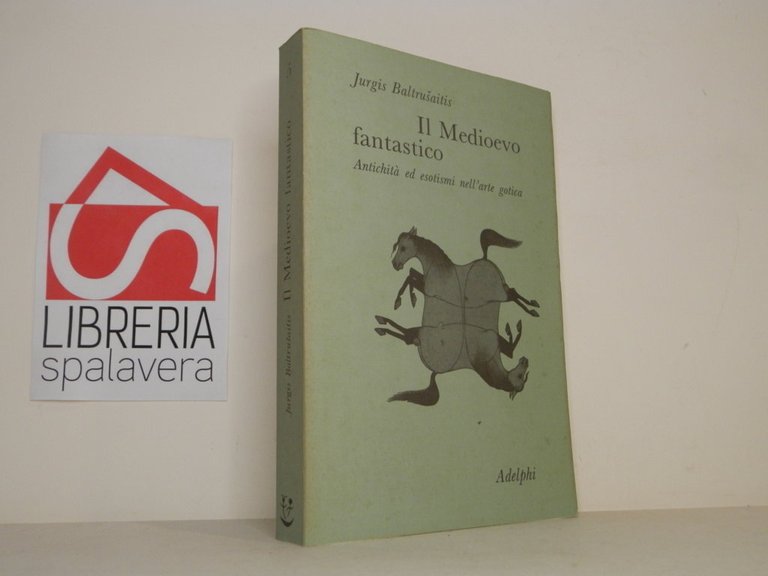 LIBRERIA
spalavera
Jurgis Baltrušaitis Il Medioevo fantastico
Jurgis Baltrušaitis
Il Medioevo
fantastico
Antichità ed esotismi nell'arte gotica
Adelphi